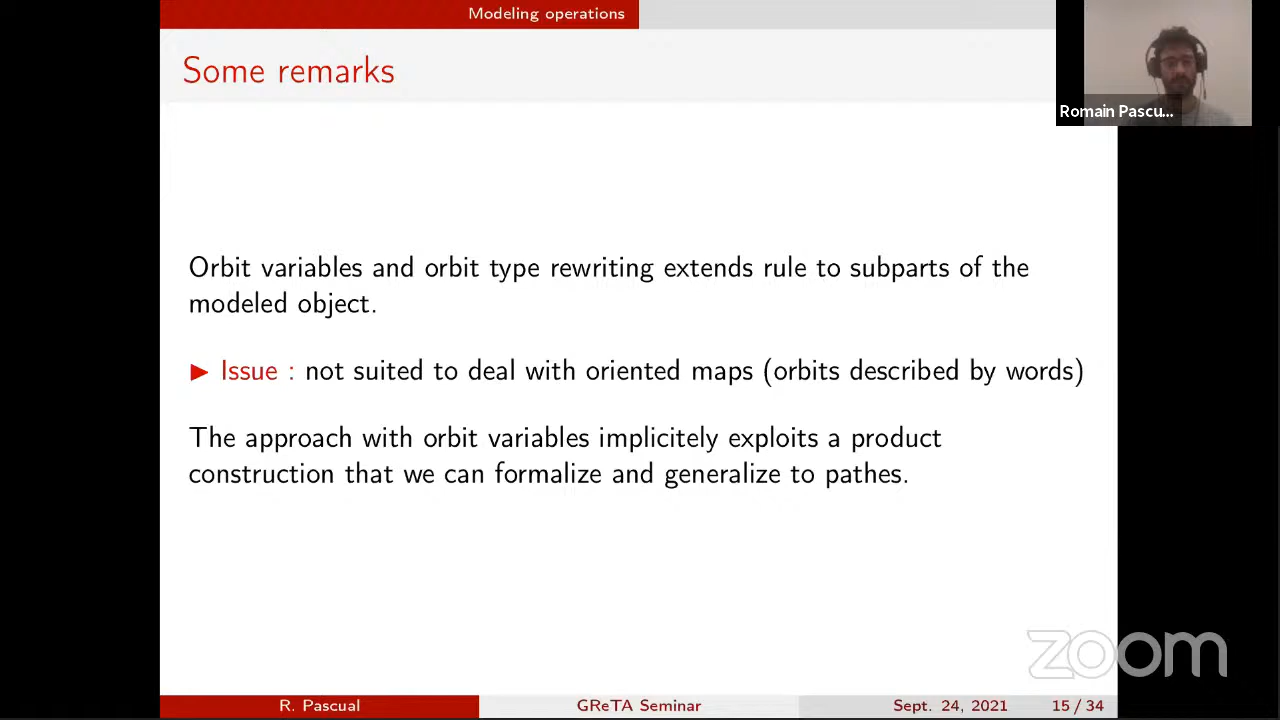 Modeling operations
Some remarks
Romain Pascu...
Orbit variables and orbit type rewriting extends rule to subparts of the
modeled object.
▶ Issue : not suited to deal with oriented maps (orbits described by words)
The approach with orbit variables implicitely exploits a product
construction that we can formalize and generalize to pathes.
zoom
R. Pascual GReTA Seminar Sept. 24, 2021 15 / 34